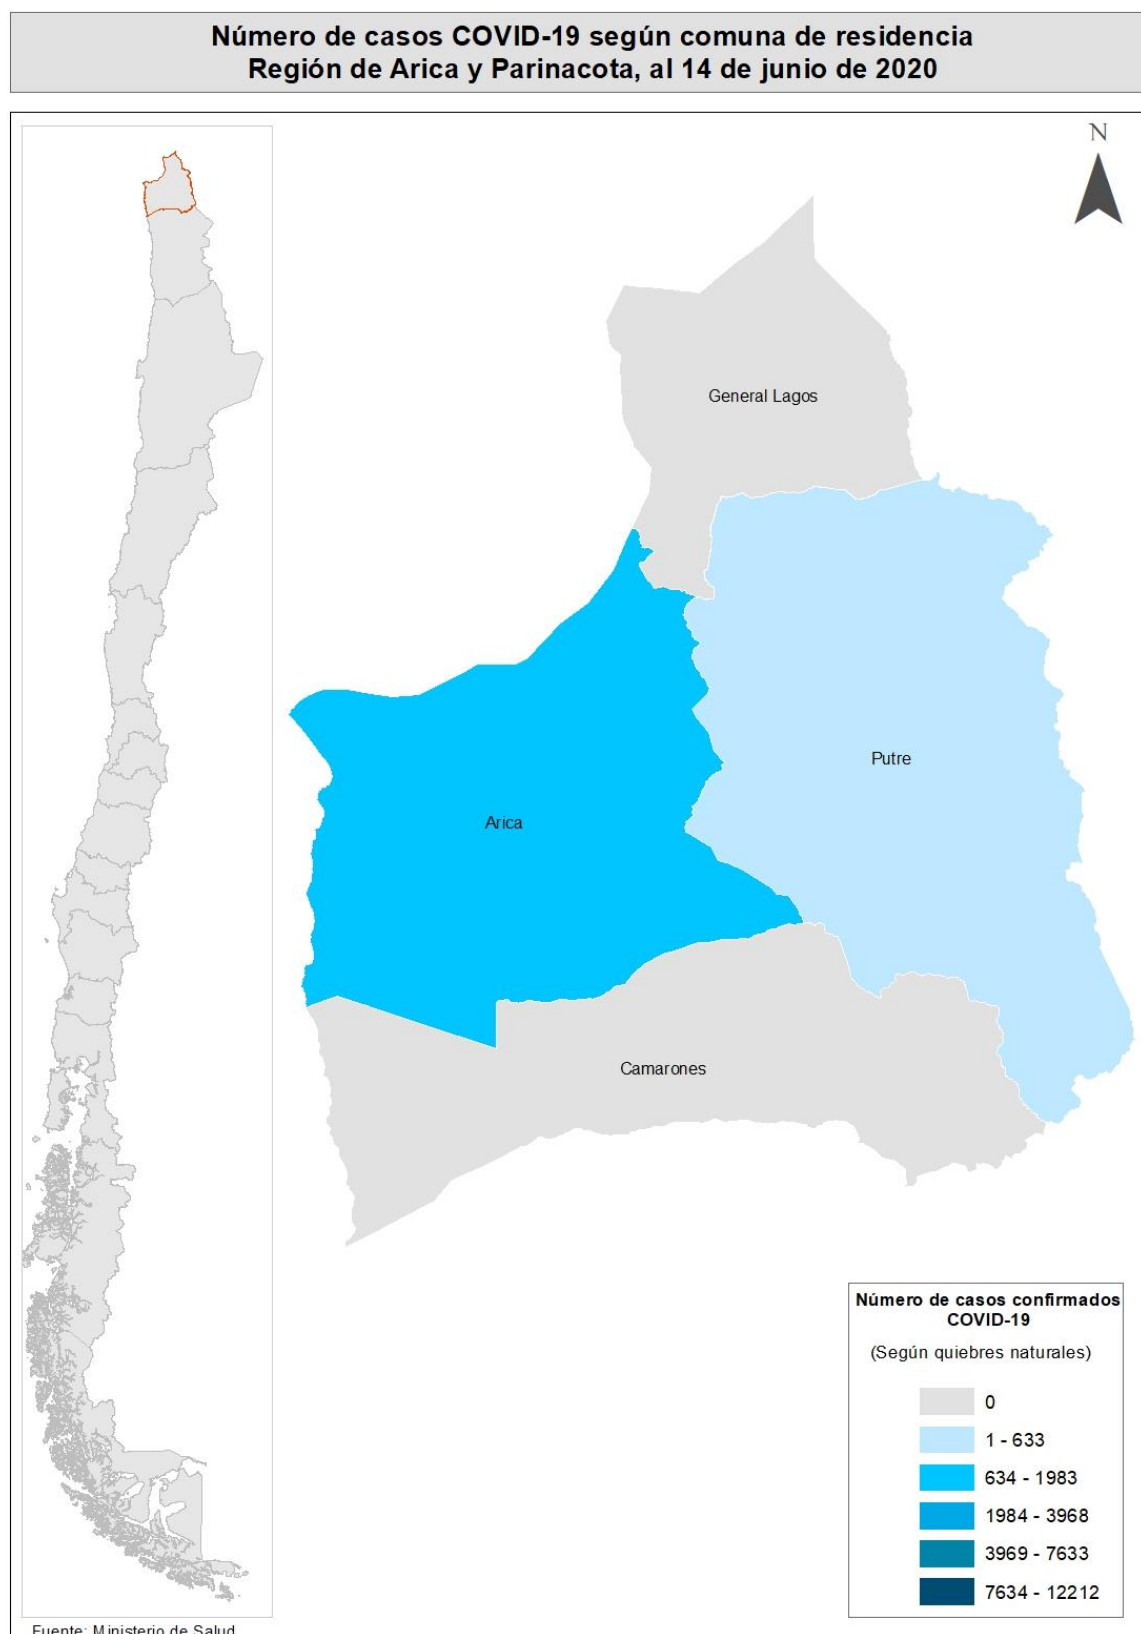 Número de casos COVID-19 según comuna de residencia
Región de Arica y Parinacota, al 14 de junio de 2020
N
General Lagos
Putre
Arica
Camarones
Número de casos confirmados
COVID-19
(Según quiebres naturales)
0
1 - 633
634 - 1983
1984 - 3968
3969 - 7633
7634 - 12212
Fuente: Ministerio de Salud